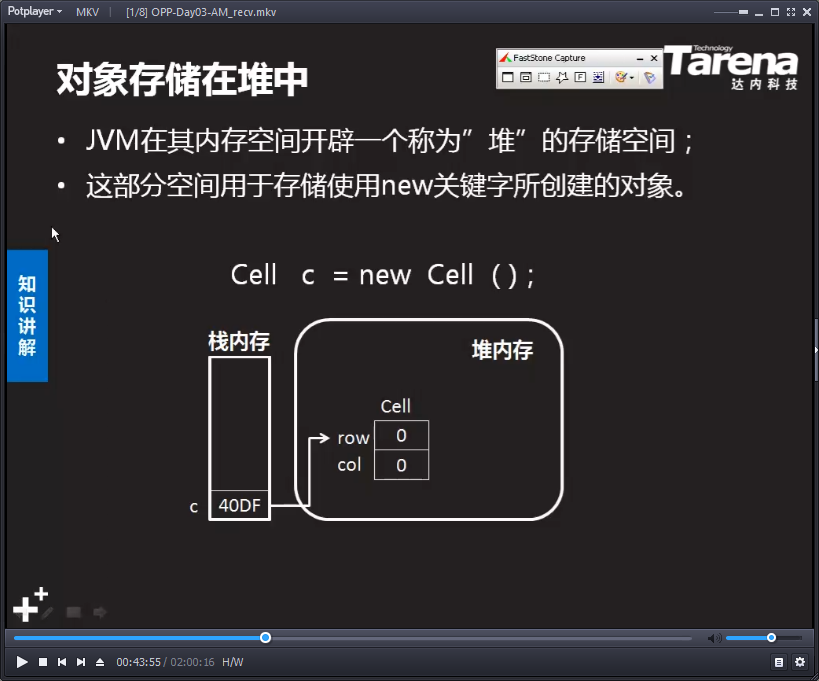 Potplayer MKV [1/8] OPP-Day03-AM_recv.mkv
FastStone Capture
Technology
Tarena
达内科技
对象存储在堆中
• JVM在其内存空间开辟一个称为”堆”的存储空间；
• 这部分空间用于存储使用new关键字所创建的对象。
知识讲解
Cell c = new Cell ( ) ;
栈内存
堆内存
Cell
row 0
col 0
c 40DF
00:43:55 / 02:00:16 H/W